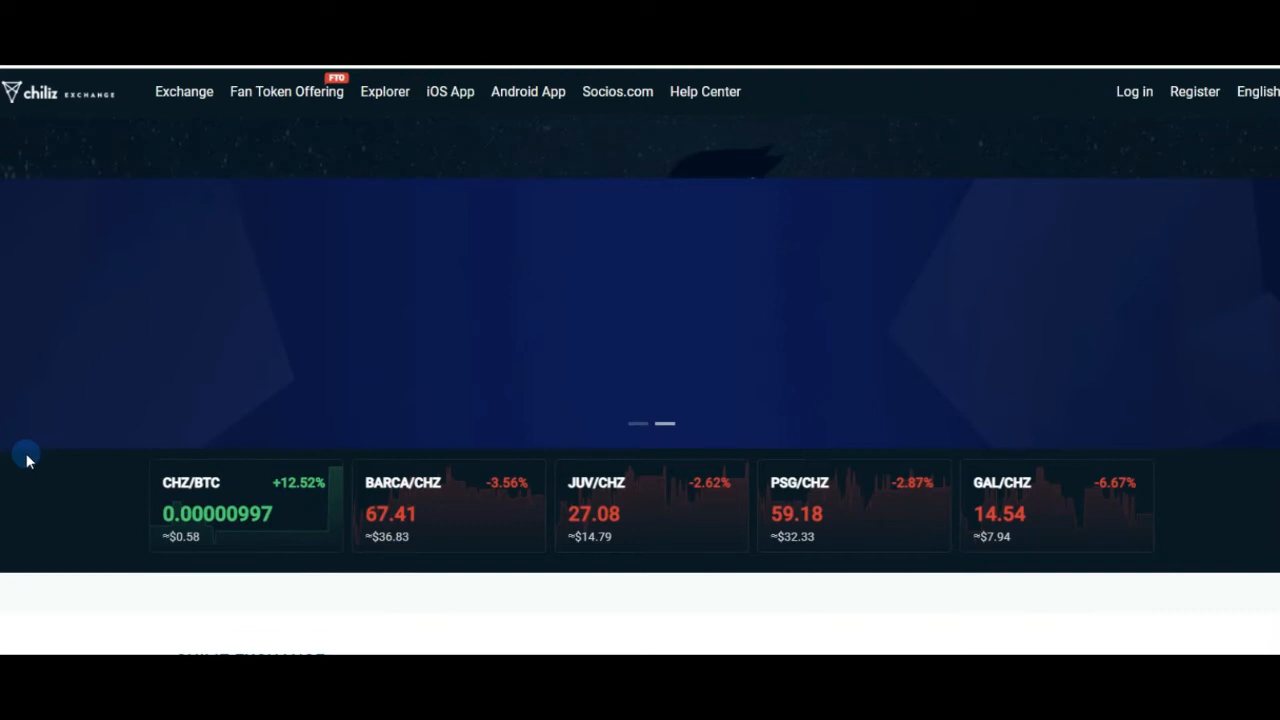 chiliz EXCHANGE
Exchange
Fan Token Offering
FTO
Explorer
iOS App
Android App
Socios.com
Help Center
Log in
Register
English
CHZ/BTC +12.52%
0.00000997
≈$0.58
BARCA/CHZ -3.56%
67.41
≈$36.83
JUV/CHZ -2.62%
27.08
≈$14.79
PSG/CHZ -2.87%
59.18
≈$32.33
GAL/CHZ -6.67%
14.54
≈$7.94